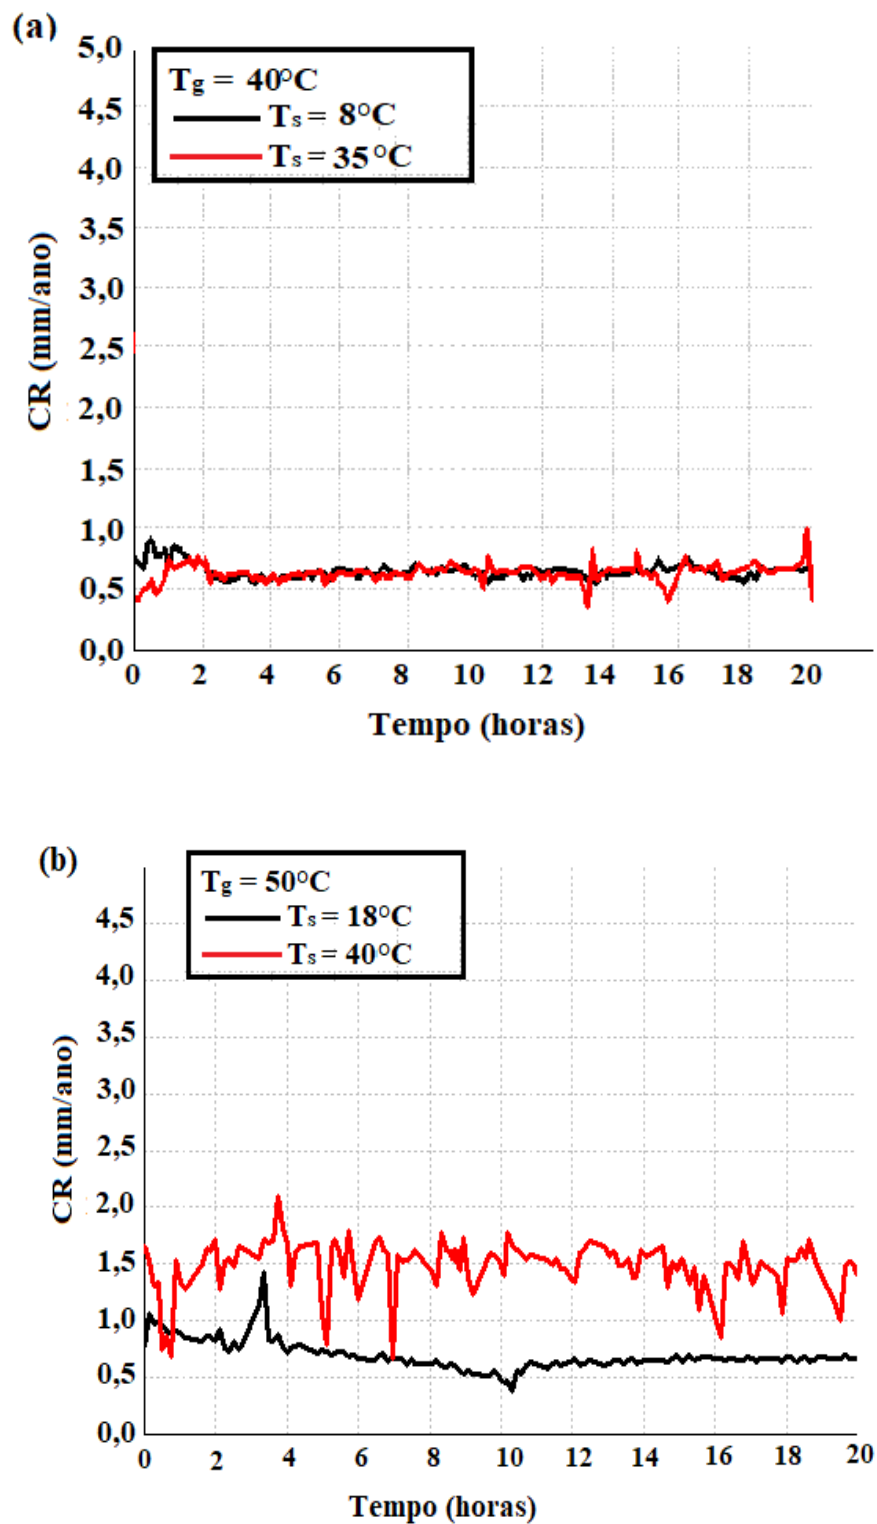 (a)
5,0
4,5
4,0
3,5
3,0
2,5
2,0
1,5
1,0
0,5
0,0
CR (mm/ano)
Tg = 40°C
Ts = 8°C
Ts = 35°C
0 2 4 6 8 10 12 14 16 18 20
Tempo (horas)
(b)
4,5
4,0
3,5
3,0
2,5
2,0
1,5
1,0
0,5
0,0
CR (mm/ano)
Tg = 50°C
Ts = 18°C
Ts = 40°C
0 2 4 6 8 10 12 14 16 18 20
Tempo (horas)